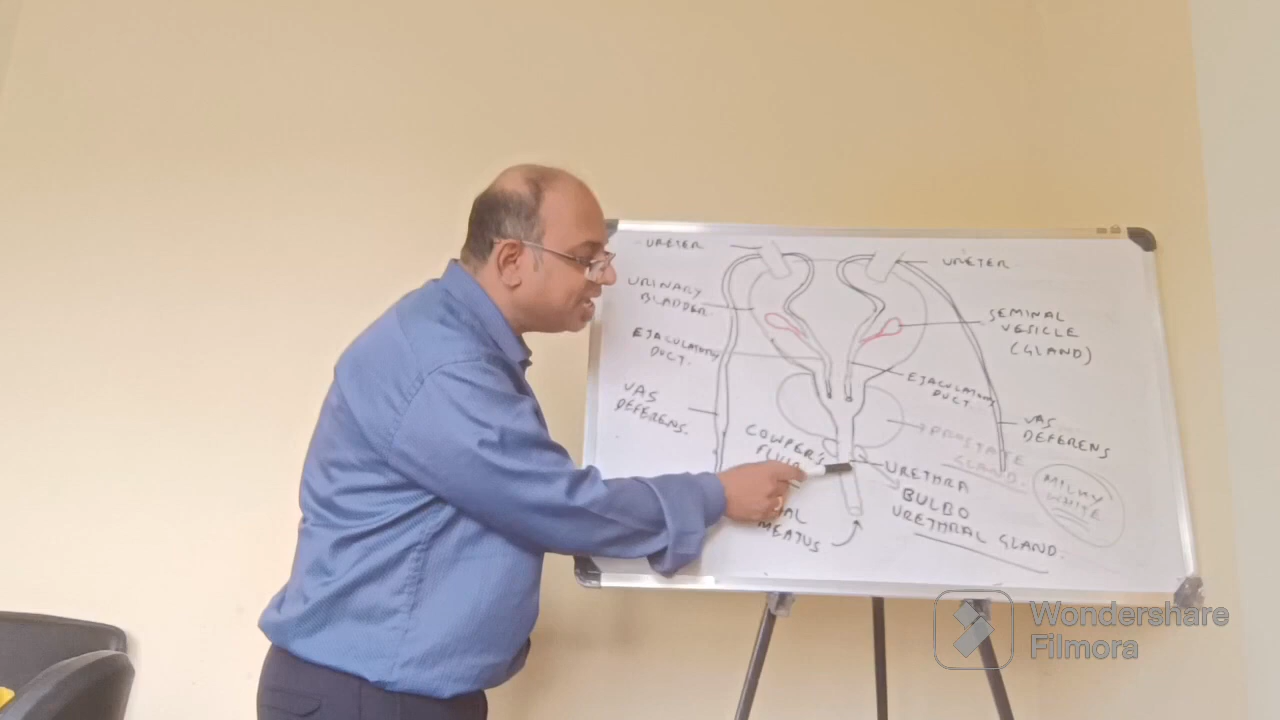 URETER
URETER
URINARY
BLADDER.
SEMINAL
VESICLE
(GLAND)
EJACULATORY
DUCT.
EJACULATORY
DUCT
VAS
DEFERENS.
VAS
DEFERENS
PROSTATE
GLAND.
MILKY
WHITE
COWPER'S
FLUID
URETHRA
BULBO
URETHRAL GLAND.
MEATUS
Wondershare
Filmora